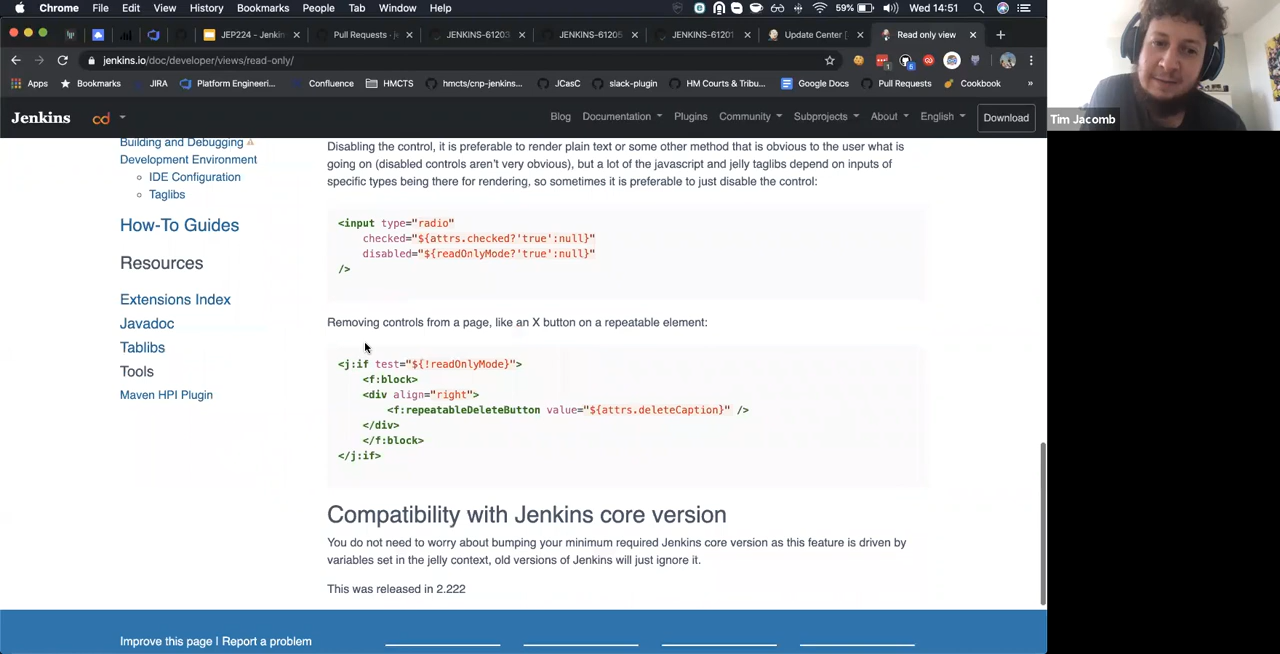 Chrome File Edit View History Bookmarks People Tab Window Help 59% Wed 14:51
JEP224 - Jenkin Pull Requests · je JENKINS-61203 JENKINS-61205 JENKINS-61201 Update Center [ Read only view
jenkins.io/doc/developer/views/read-only/
Apps Bookmarks JIRA Platform Engineeri... Confluence HMCTS hmcts/cnp-jenkins... JCasC slack-plugin HM Courts & Tribu... Google Docs Pull Requests Cookbook »
Jenkins cd Blog Documentation Plugins Community Subprojects About English Download
Tim Jacomb
Building and Debugging
Development Environment
IDE Configuration
Taglibs
How-To Guides
Resources
Extensions Index
Javadoc
Tablibs
Tools
Maven HPI Plugin
Disabling the control, it is preferable to render plain text or some other method that is obvious to the user what is
going on (disabled controls aren't very obvious), but a lot of the javascript and jelly taglibs depend on inputs of
specific types being there for rendering, so sometimes it is preferable to just disable the control:
<input type="radio"
checked="${attrs.checked?'true':null}"
disabled="${readOnlyMode?'true':null}"
/>
Removing controls from a page, like an X button on a repeatable element:
<j:if test="${!readOnlyMode}">
<f:block>
<div align="right">
<f:repeatableDeleteButton value="${attrs.deleteCaption}" />
</div>
</f:block>
</j:if>
Compatibility with Jenkins core version
You do not need to worry about bumping your minimum required Jenkins core version as this feature is driven by
variables set in the jelly context, old versions of Jenkins will just ignore it.
This was released in 2.222
Improve this page | Report a problem